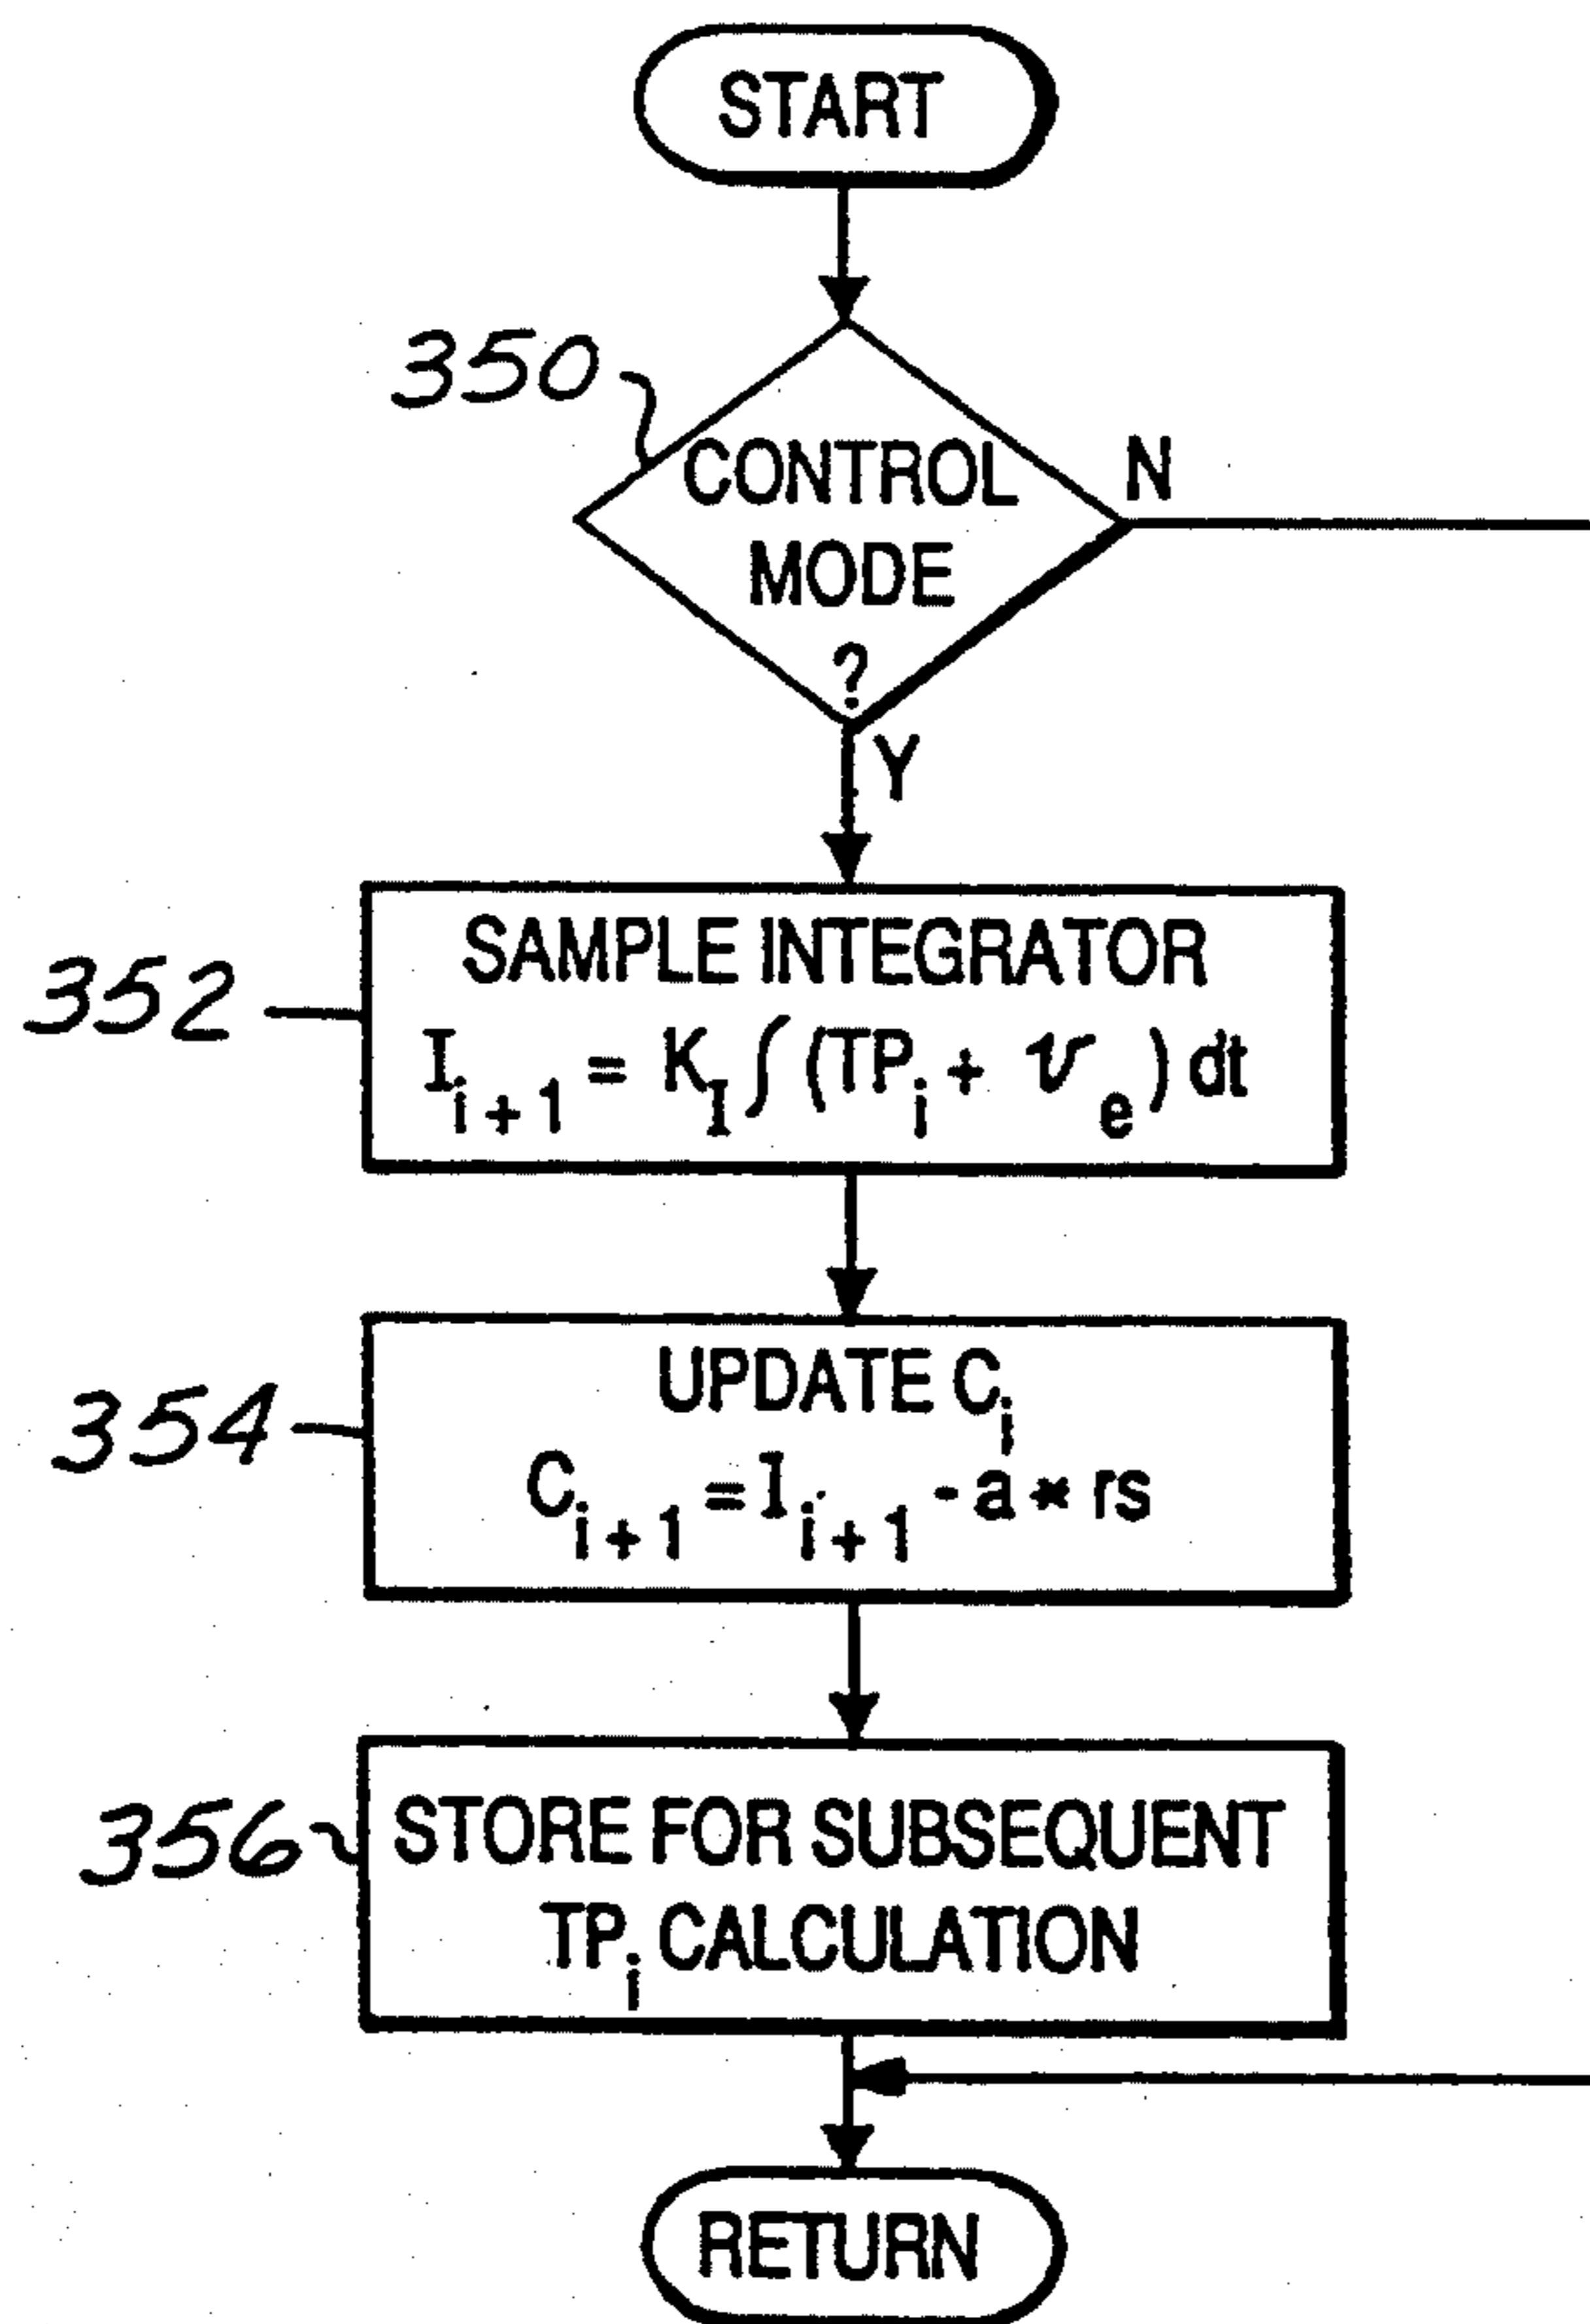 START
350
CONTROL
MODE
?
N
Y
352
SAMPLE INTEGRATOR
I_{i+1} = K_I ∫ (TP_i + v_e) dt
354
UPDATE C_i
C_{i+1} = I_{i+1} - a * rs
356
STORE FOR SUBSEQUENT
TP_i CALCULATION
RETURN